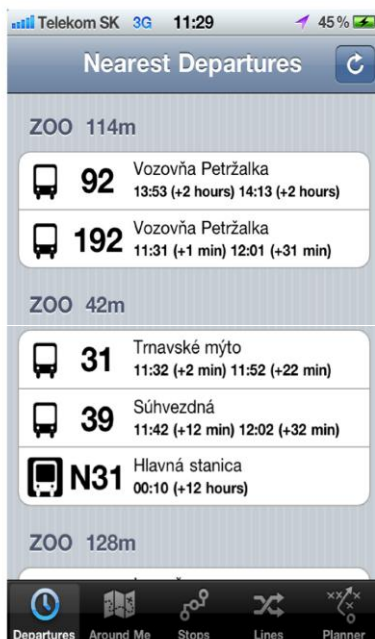 Telekom SK 3G 11:29 45%
Nearest Departures
ZOO 114m
92 Vozovňa Petržalka
13:53 (+2 hours) 14:13 (+2 hours)
192 Vozovňa Petržalka
11:31 (+1 min) 12:01 (+31 min)
ZOO 42m
31 Trnavské mýto
11:32 (+2 min) 11:52 (+22 min)
39 Súhvezdná
11:42 (+12 min) 12:02 (+32 min)
N31 Hlavná stanica
00:10 (+12 hours)
ZOO 128m
Departures Around Me Stops Lines Planner